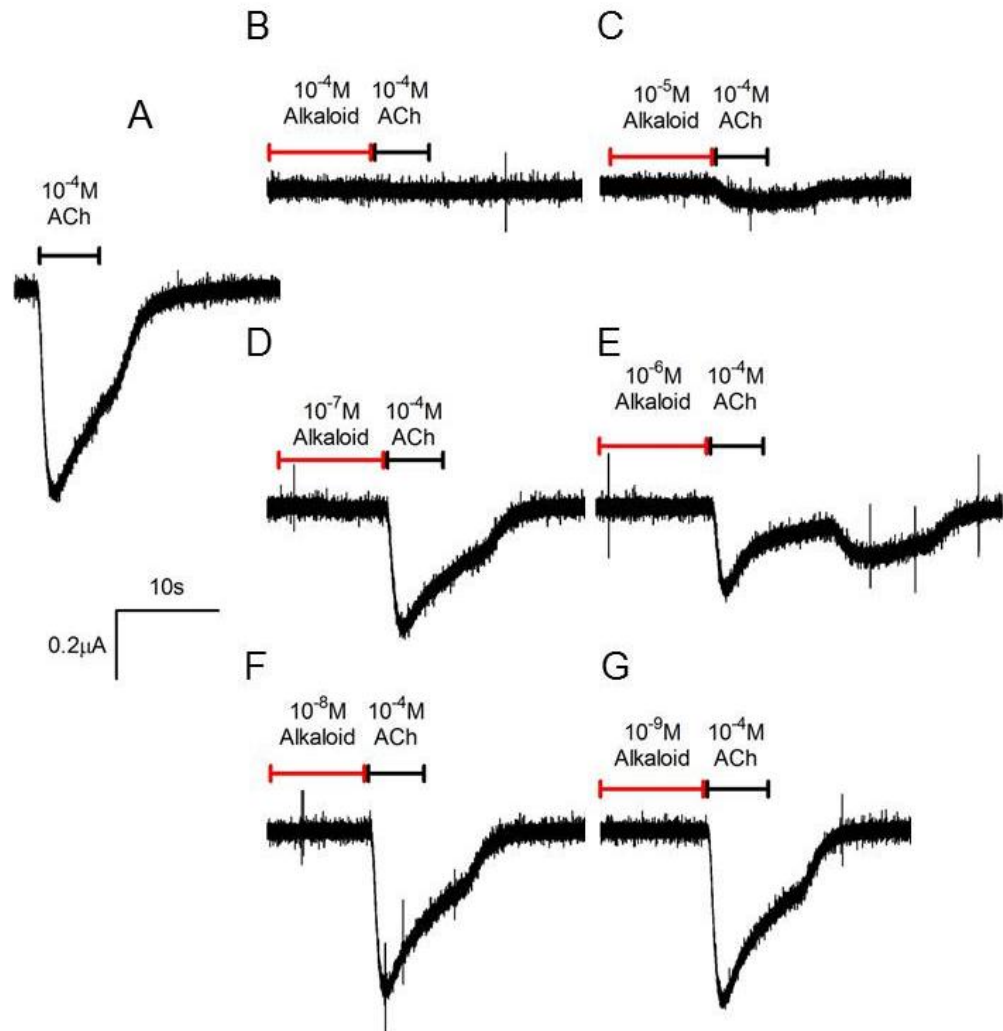 A
10⁻⁴M
ACh
B
10⁻⁴M 10⁻⁴M
Alkaloid ACh
C
10⁻⁵M 10⁻⁴M
Alkaloid ACh
D
10⁻⁷M 10⁻⁴M
Alkaloid ACh
E
10⁻⁶M 10⁻⁴M
Alkaloid ACh
10s
0.2µA
F
10⁻⁸M 10⁻⁴M
Alkaloid ACh
G
10⁻⁹M 10⁻⁴M
Alkaloid ACh